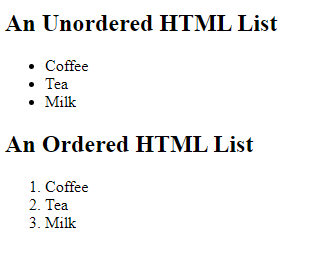 An Unordered HTML List
• Coffee
• Tea
• Milk
An Ordered HTML List
1. Coffee
2. Tea
3. Milk